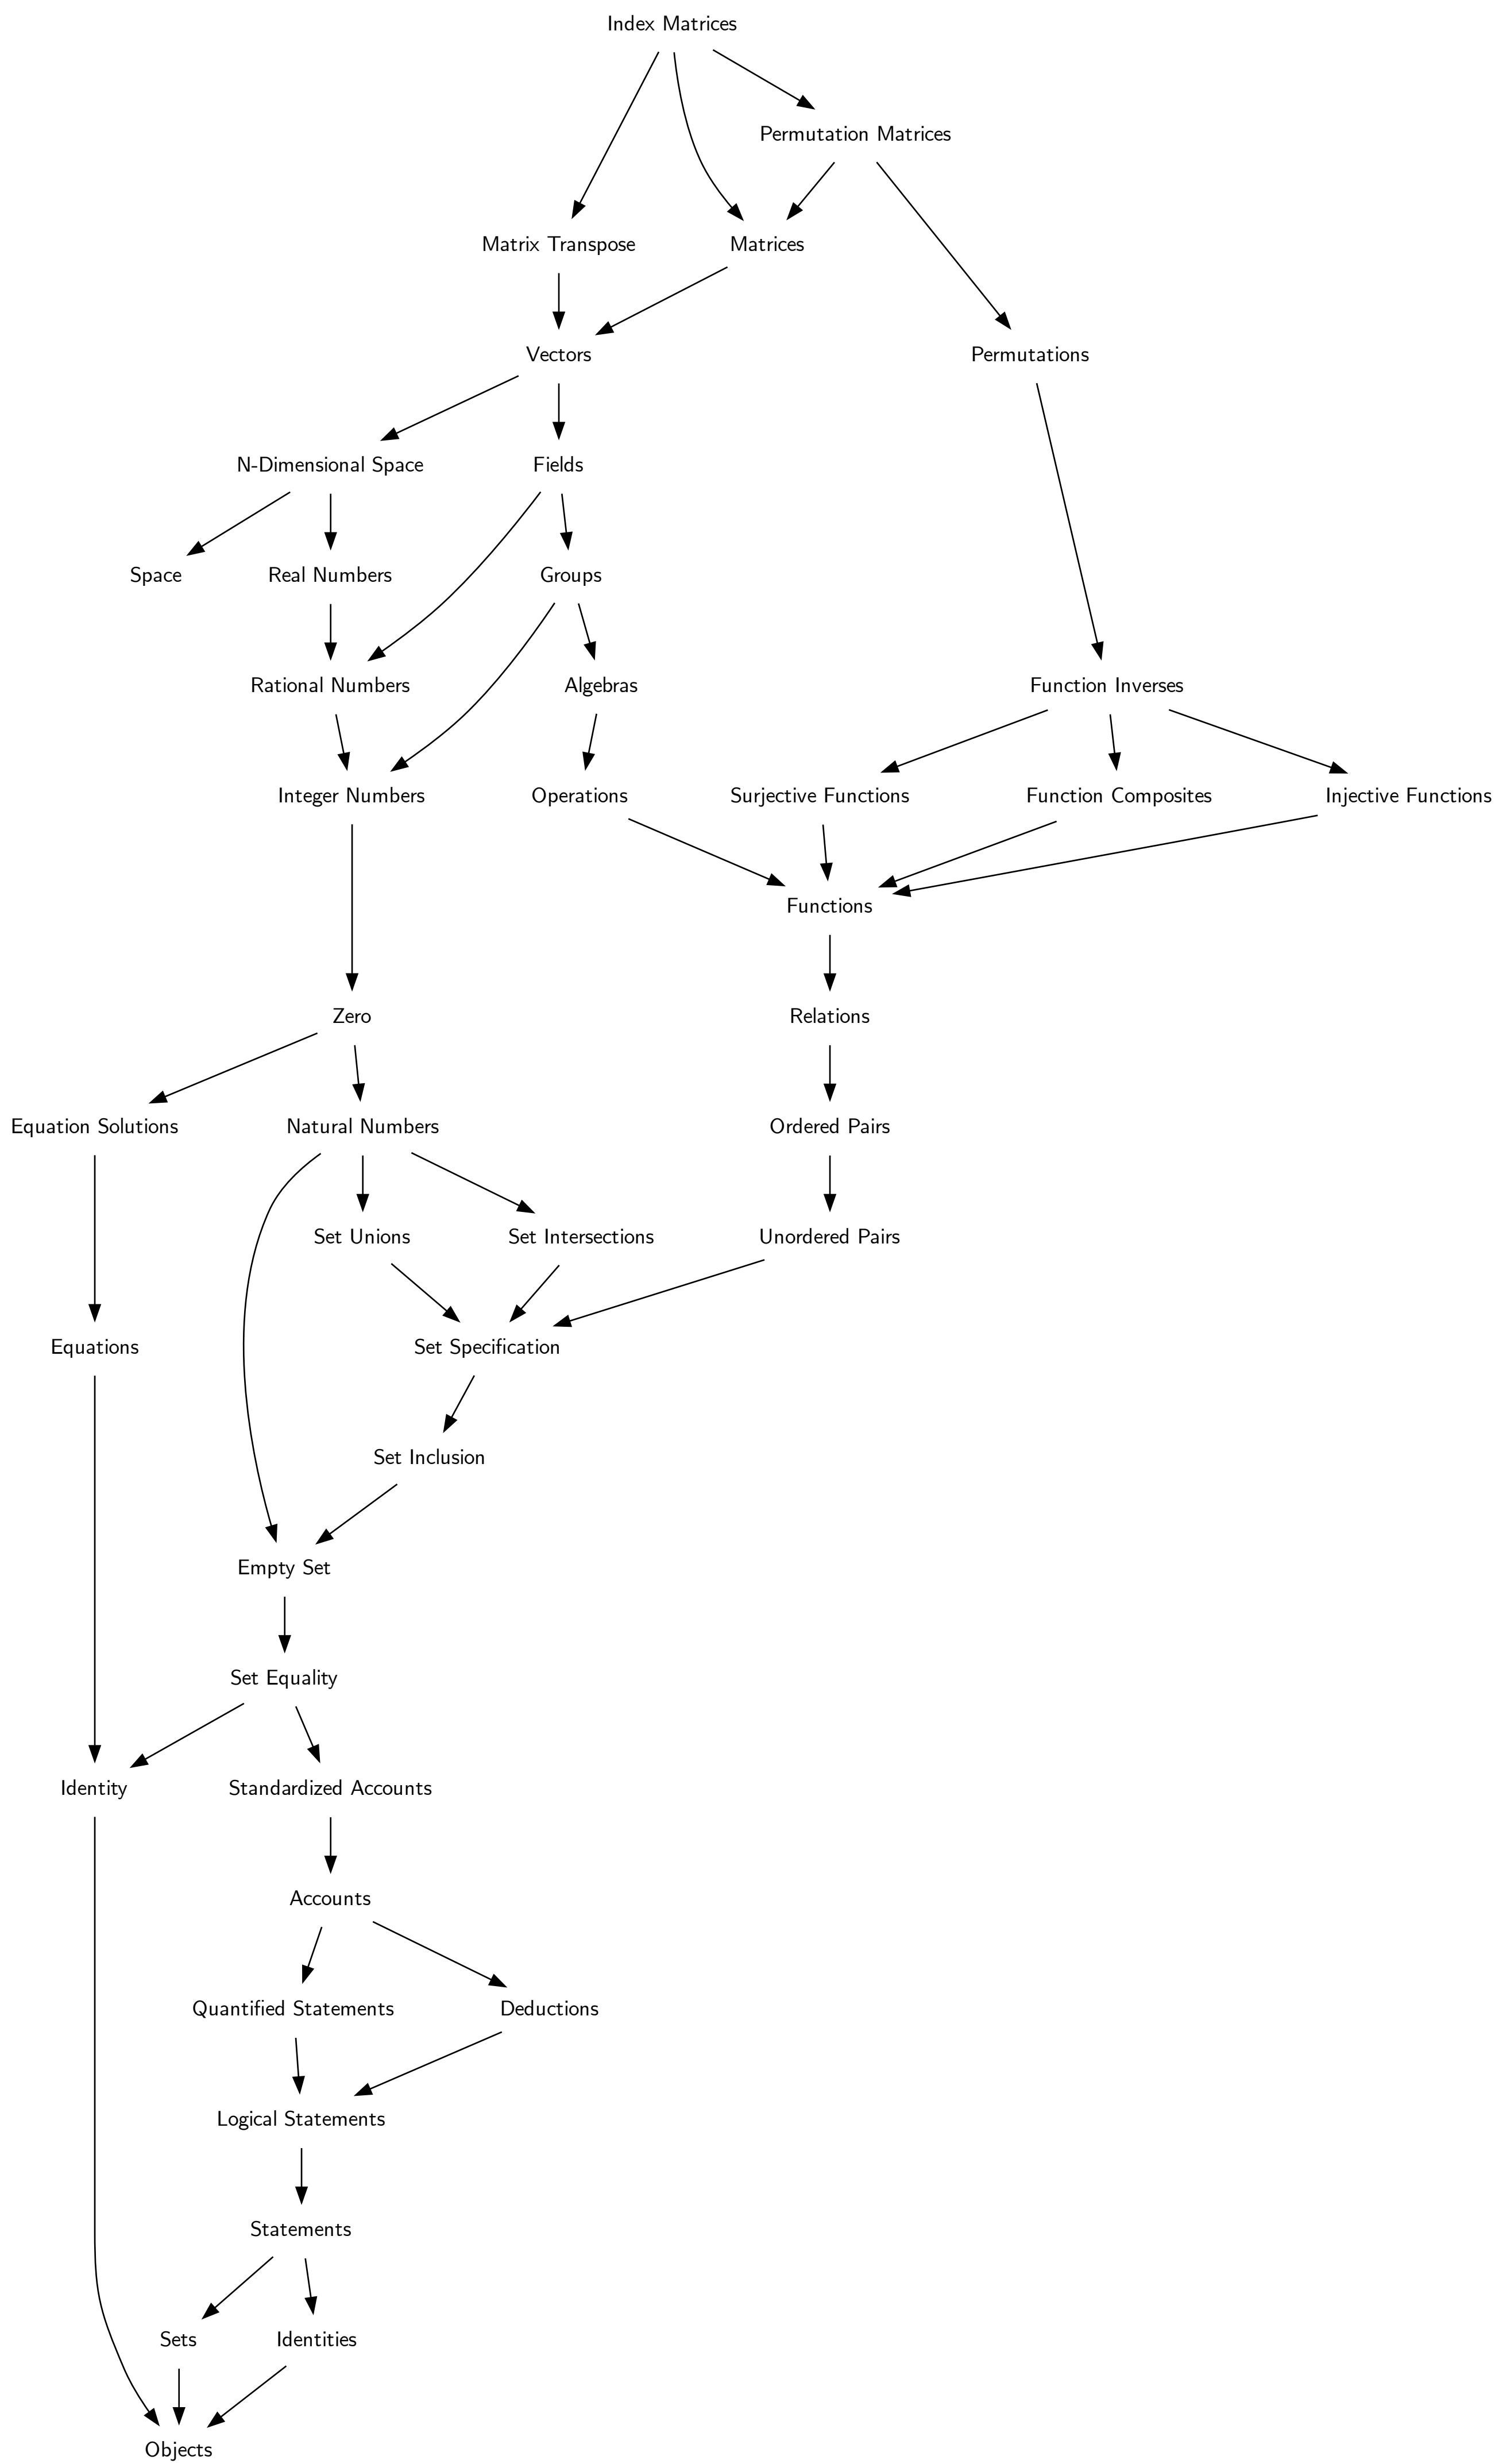 Index Matrices
Permutation Matrices
Matrix Transpose
Matrices
Vectors
Permutations
N-Dimensional Space
Fields
Space
Real Numbers
Groups
Rational Numbers
Algebras
Function Inverses
Integer Numbers
Operations
Surjective Functions
Function Composites
Injective Functions
Functions
Zero
Relations
Equation Solutions
Natural Numbers
Ordered Pairs
Set Unions
Set Intersections
Unordered Pairs
Equations
Set Specification
Set Inclusion
Empty Set
Set Equality
Identity
Standardized Accounts
Accounts
Quantified Statements
Deductions
Logical Statements
Statements
Sets
Identities
Objects